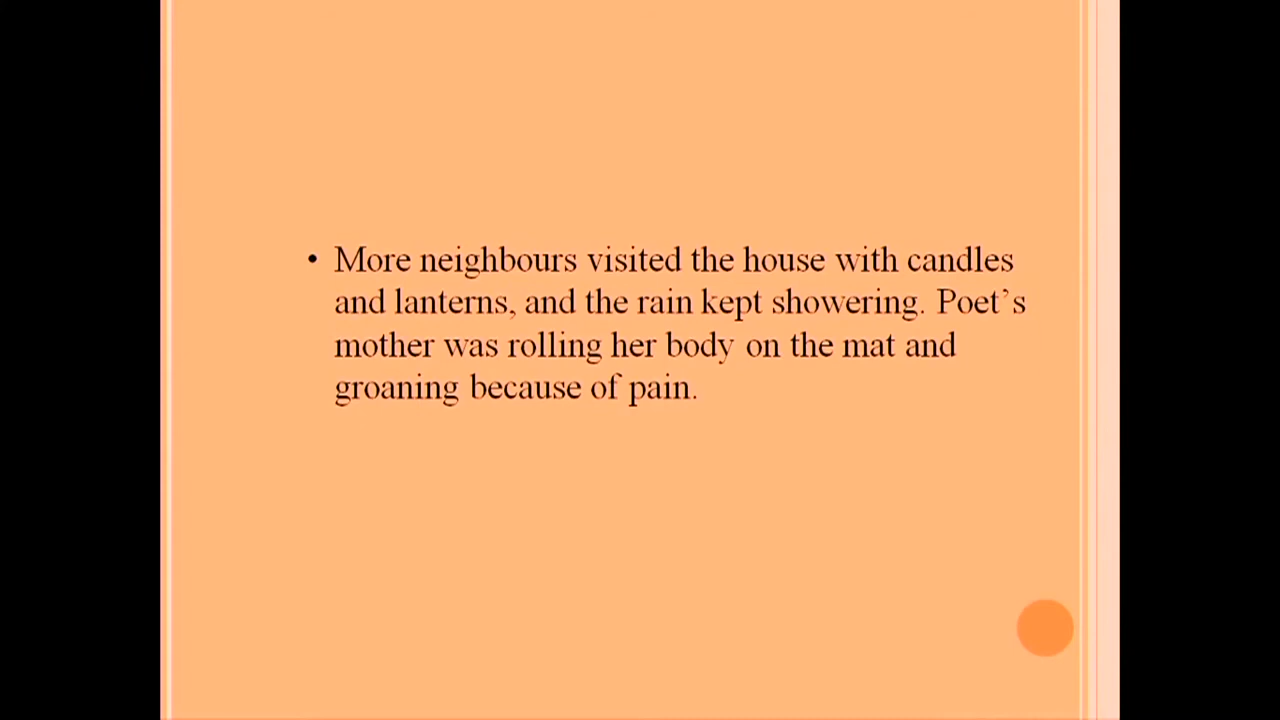 • More neighbours visited the house with candles
and lanterns, and the rain kept showering. Poet’s
mother was rolling her body on the mat and
groaning because of pain.